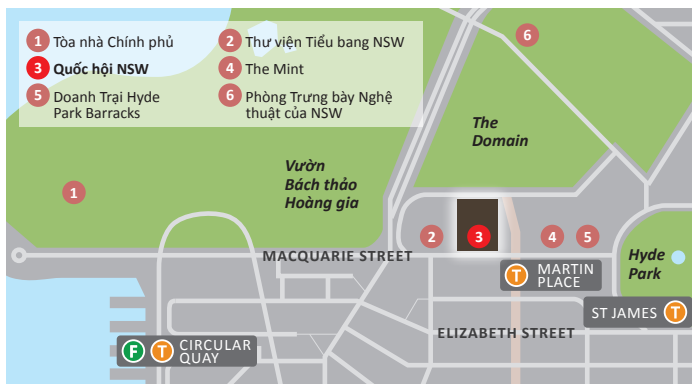 1 Tòa nhà Chính phủ
2 Thư viện Tiểu bang NSW
3 Quốc hội NSW
4 The Mint
5 Doanh Trại Hyde
Park Barracks
6 Phòng Trưng bày Nghệ
thuật của NSW
6
The
Domain
Vườn
Bách thảo
Hoàng gia
1
2
3
4
5
MACQUARIE STREET
Hyde
Park
T MARTIN
PLACE
ST JAMES T
ELIZABETH STREET
F T CIRCULAR
QUAY